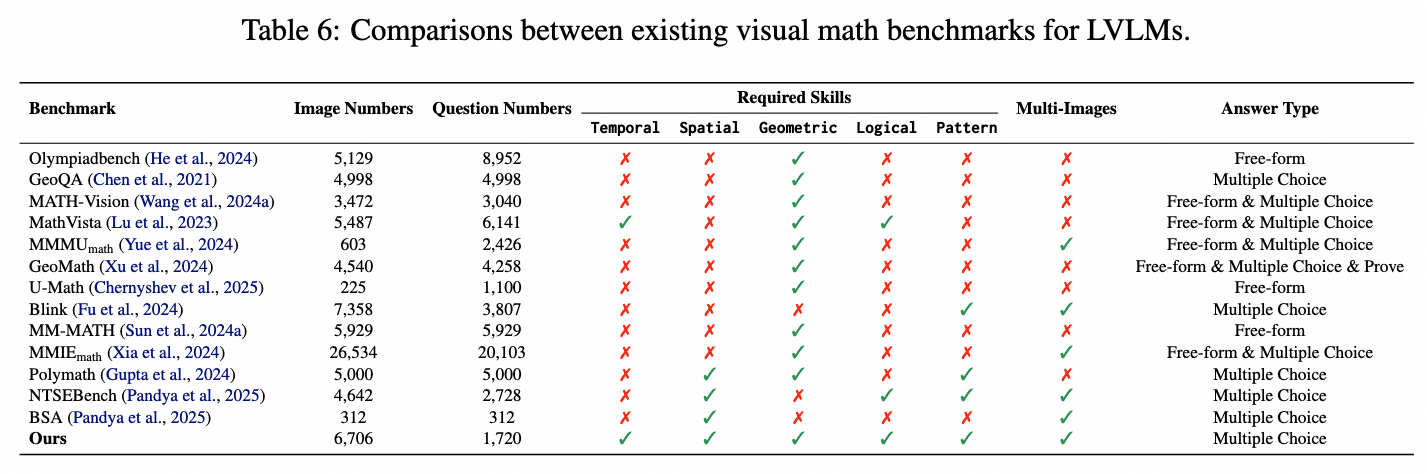 Table 6: Comparisons between existing visual math benchmarks for LVLMs.
Benchmark Image Numbers Question Numbers Required Skills Multi-Images Answer Type
Temporal Spatial Geometric Logical Pattern
Olympiadbench (He et al., 2024) 5,129 8,952 ✗ ✗ ✓ ✗ ✗ ✗ Free-form
GeoQA (Chen et al., 2021) 4,998 4,998 ✗ ✗ ✓ ✗ ✗ ✗ Multiple Choice
MATH-Vision (Wang et al., 2024a) 3,472 3,040 ✗ ✗ ✓ ✗ ✗ ✗ Free-form & Multiple Choice
MathVista (Lu et al., 2023) 5,487 6,141 ✓ ✗ ✓ ✓ ✗ ✗ Free-form & Multiple Choice
MMMUmath (Yue et al., 2024) 603 2,426 ✗ ✗ ✓ ✗ ✗ ✓ Free-form & Multiple Choice
GeoMath (Xu et al., 2024) 4,540 4,258 ✗ ✗ ✓ ✗ ✗ ✗ Free-form & Multiple Choice & Prove
U-Math (Chernyshev et al., 2025) 225 1,100 ✗ ✗ ✓ ✗ ✗ ✗ Free-form
Blink (Fu et al., 2024) 7,358 3,807 ✗ ✗ ✗ ✗ ✓ ✓ Multiple Choice
MM-MATH (Sun et al., 2024a) 5,929 5,929 ✗ ✗ ✓ ✗ ✗ ✗ Free-form
MMIEmath (Xia et al., 2024) 26,534 20,103 ✗ ✗ ✓ ✗ ✗ ✓ Free-form & Multiple Choice
Polymath (Gupta et al., 2024) 5,000 5,000 ✗ ✓ ✓ ✗ ✓ ✗ Multiple Choice
NTSEBench (Pandya et al., 2025) 4,642 2,728 ✗ ✓ ✗ ✓ ✓ ✓ Multiple Choice
BSA (Pandya et al., 2025) 312 312 ✗ ✓ ✗ ✗ ✗ ✓ Multiple Choice
Ours 6,706 1,720 ✓ ✓ ✓ ✓ ✓ ✓ Multiple Choice